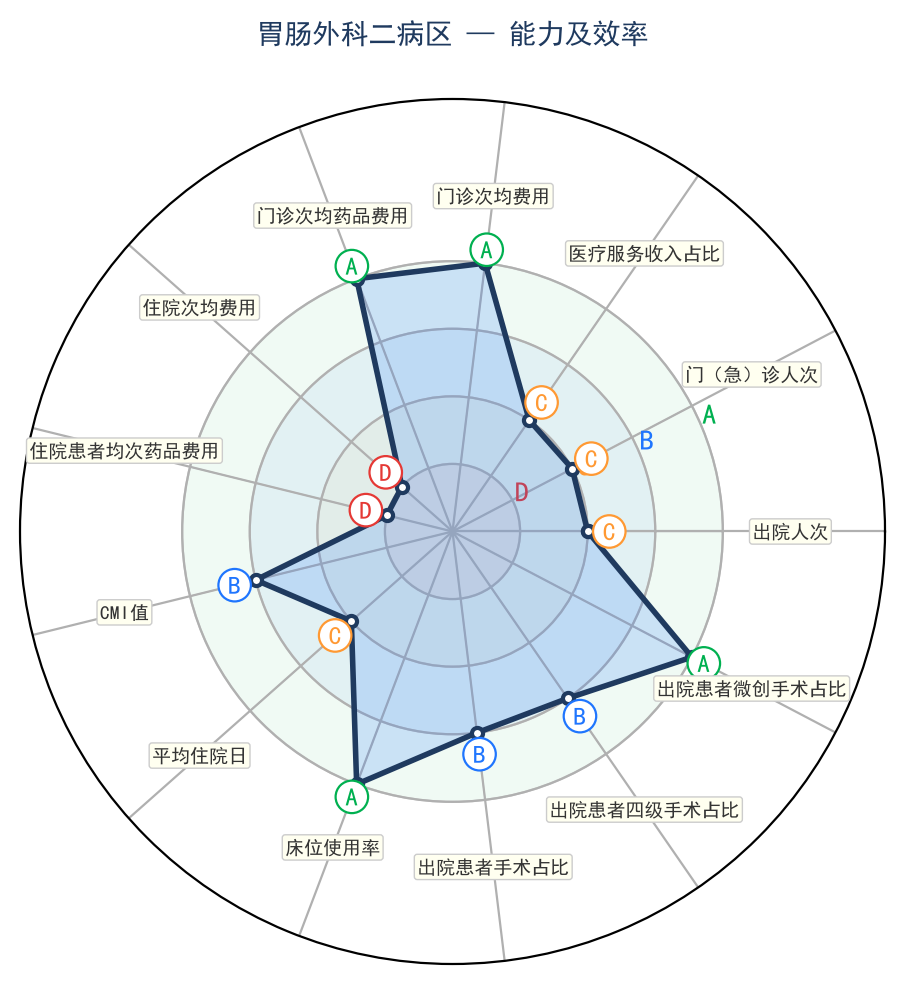 胃肠外科二病区 — 能力及效率
门诊次均费用
门诊次均药品费用
A
A
医疗服务收入占比
住院次均费用
门（急）诊人次
C
A
B
住院患者均次药品费用
C
D
D
D
出院人次
C
B
CMI值
C
A
出院患者微创手术占比
B
平均住院日
B
A
出院患者四级手术占比
床位使用率
出院患者手术占比